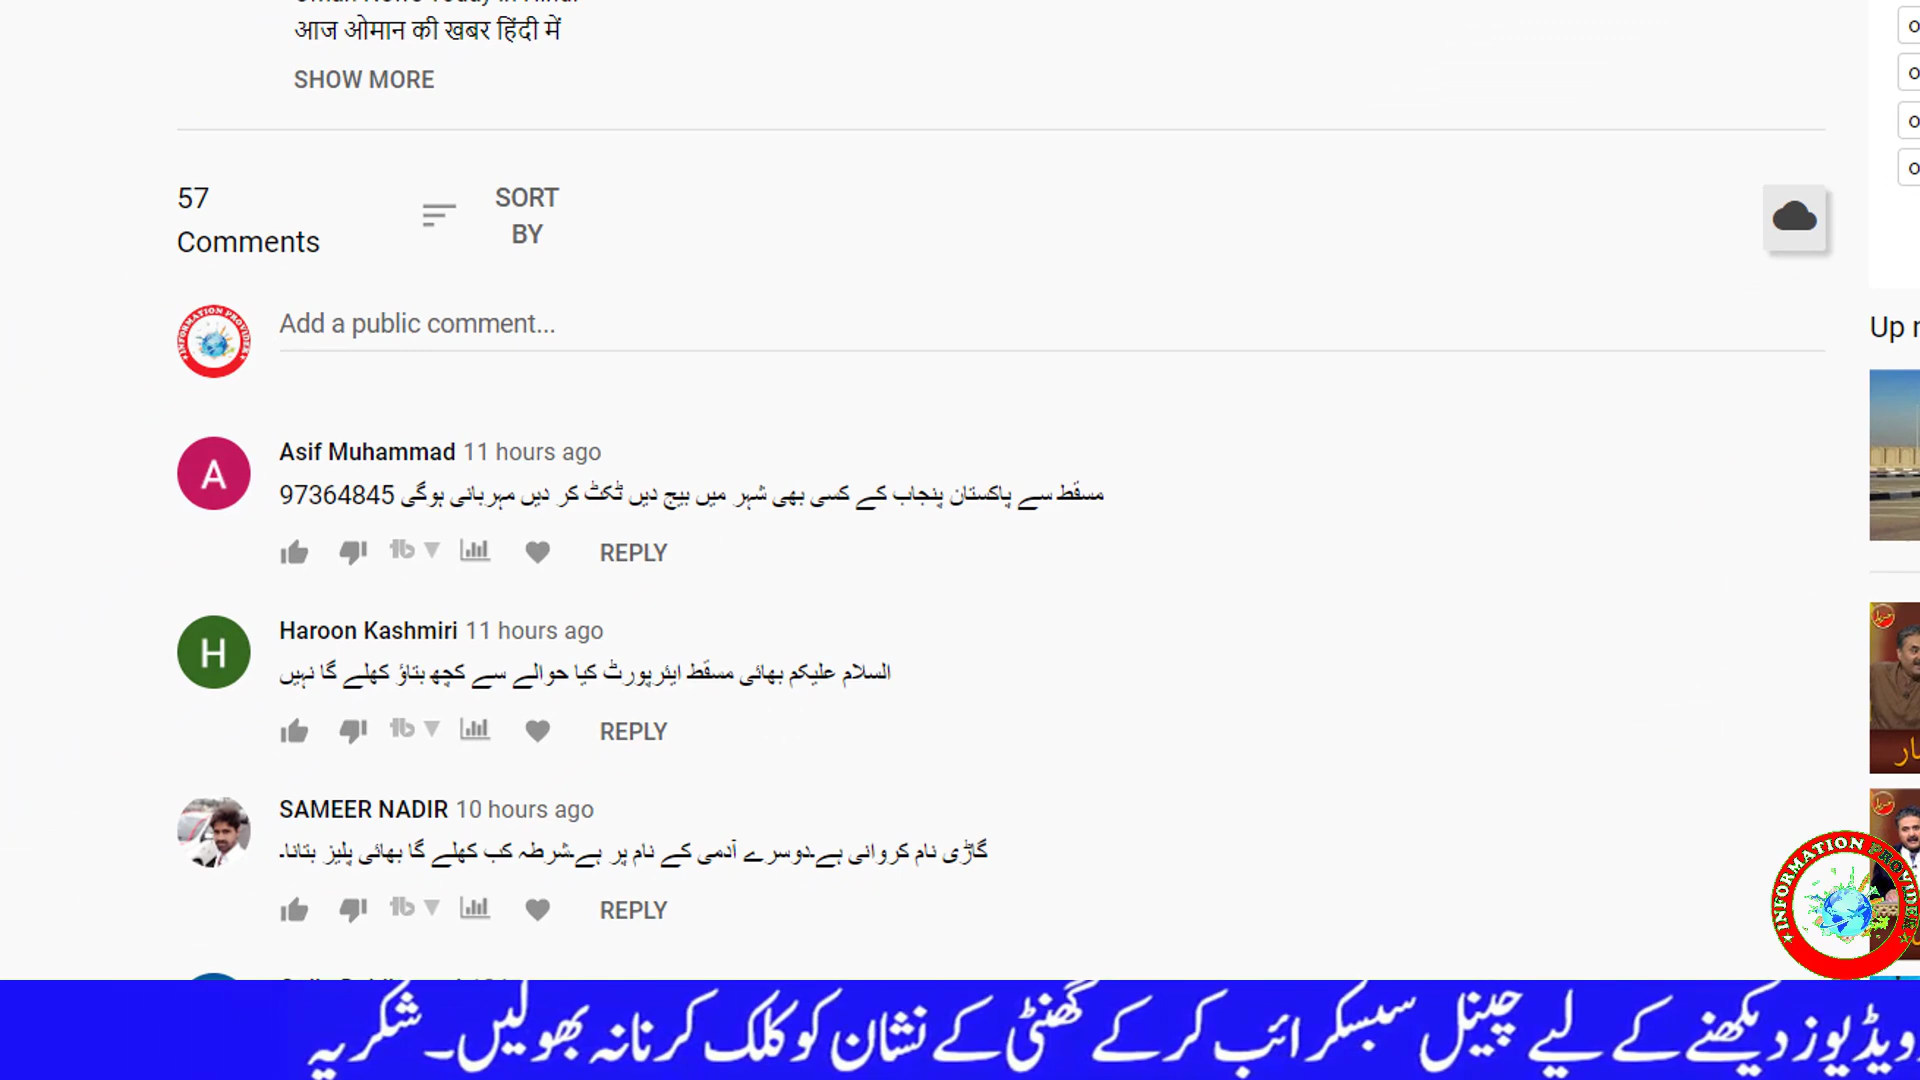 आज ओमान की खबर हिंदी में
SHOW MORE
57
Comments
SORT
BY
Add a public comment...
Asif Muhammad 11 hours ago
مسقط سے پاکستان پنجاب کے کسی بھی شہر میں بیج دیں ٹکٹ کر دیں مہربانی ہوگی 97364845
REPLY
Haroon Kashmiri 11 hours ago
السلام علیکم بھائی مسقط ایئرپورٹ کیا حوالے سے کچھ بتاؤ کھلے گا نہیں
REPLY
SAMEER NADIR 10 hours ago
گاڑی نام کروانی ہے۔دوسرے آدمی کے نام پر ہے۔شرطہ کب کھلے گا بھائی پلیز بتانا۔
REPLY
Up
INFORMATION PROVIDER
ویڈیوز دیکھنے کے لیے چینل سبسکرائب کرکے گھنٹی کے نشان کو کلک کرنا نہ بھولیں۔ شکریہ